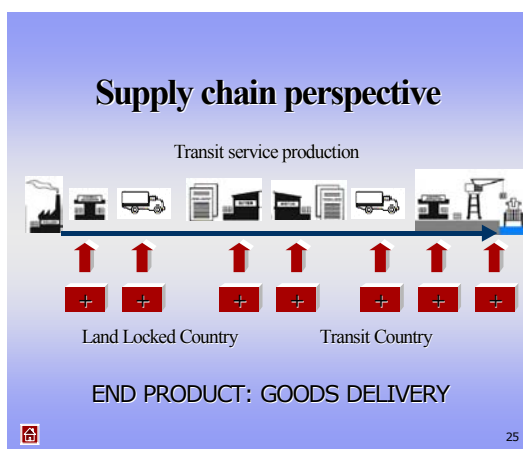 Supply chain perspective
Transit service production
+ + + + + + +
Land Locked Country Transit Country
END PRODUCT: GOODS DELIVERY
25